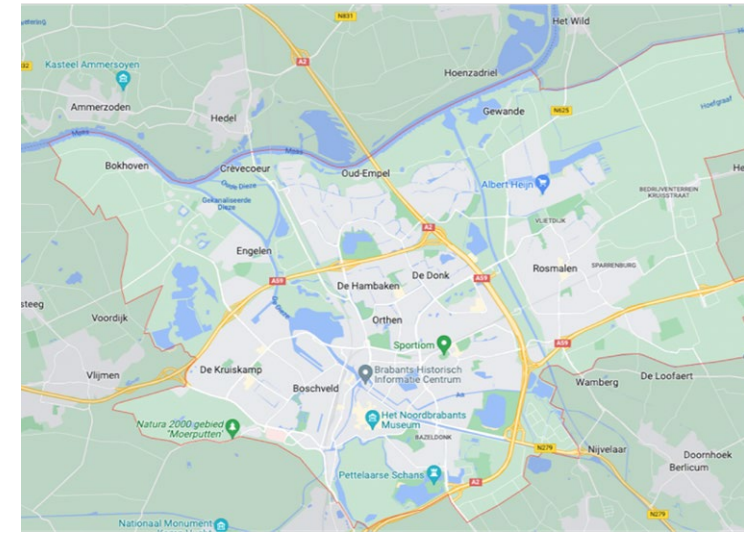 Het Wild
N831
A2
Kasteel Ammersoyen
Hoenzadriel
Ammerzoden
Hedel
Gewande
N625
Hoefgraaf
Maas
Maas
Bokhoven
Crèvecoeur
Oud-Empel
Oude Dieze
Gekanaliseerde
Dieze
Albert Heijn
BEDRIJVENTERREIN
KRUISSTRAAT
He
VLIETDIJK
A2
Engelen
A59
De Donk
A59
Rosmalen
SPARRENBURG
De Hambaken
steeg
Voordijk
Orthen
Sportiom
A59
Vlijmen
De Kruiskamp
Brabants Historisch
Informatie Centrum
De Loofaert
Wamberg
Boschveld
Het Noordbrabants
Museum
Natura 2000 gebied
'Moerputten'
BAZELDONK
N279
Nijvelaar
Doornhoek
Berlicum
Pettelaarse Schans
A2
N279
Nationaal Monument